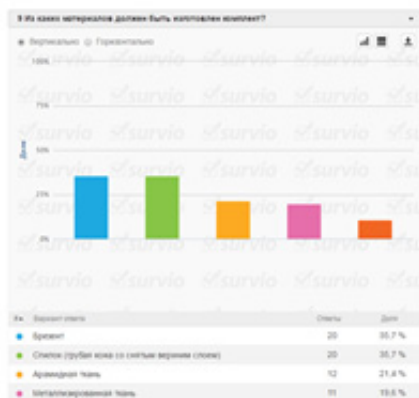 9 Из каких материалов должен быть изготовлен комплект?
Вертикально Горизонтально
100%
75%
50%
25%
0%
Доля
Вариант ответа Ответы Доля
Брезент 20 35,7 %
Спилок (грубая кожа со снятым верхним слоем) 20 35,7 %
Арамидная ткань 12 21,4 %
Металлизированная ткань 11 19,6 %
survio